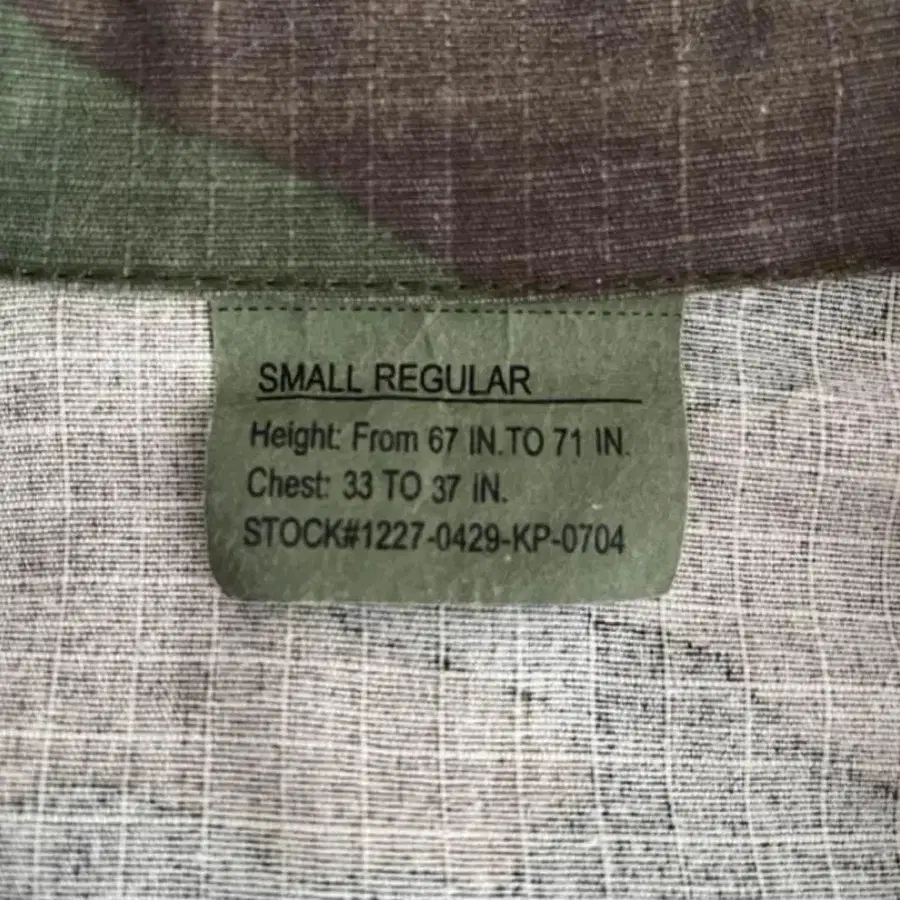 SMALL REGULAR
Height: From 67 IN.TO 71 IN.
Chest: 33 TO 37 IN.
STOCK#1227-0429-KP-0704